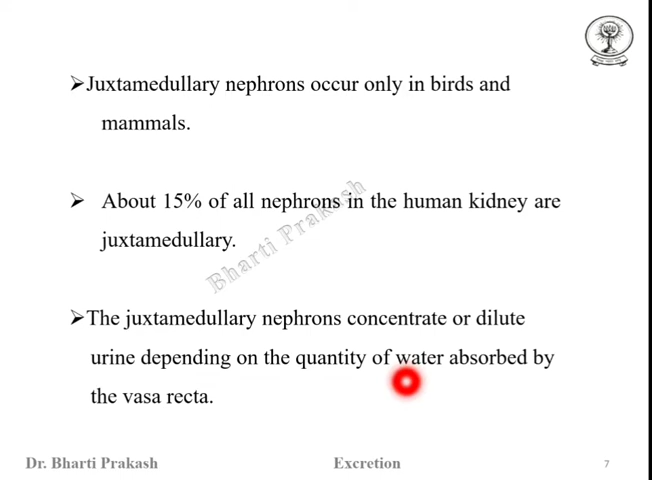 ➢Juxtamedullary nephrons occur only in birds and
mammals.
➢ About 15% of all nephrons in the human kidney are
juxtamedullary.
Bharti Prakash
➢The juxtamedullary nephrons concentrate or dilute
urine depending on the quantity of water absorbed by
the vasa recta.
Dr. Bharti Prakash Excretion 7